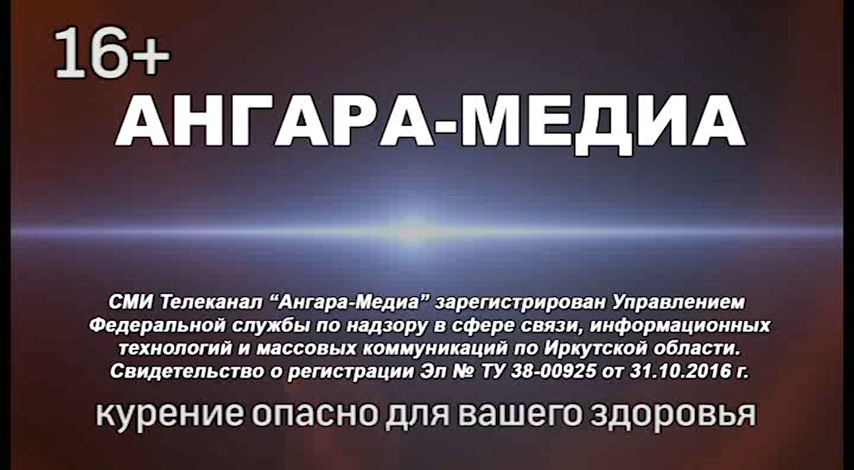 16+
АНГАРА-МЕДИА
СМИ Телеканал “Ангара-Медиа” зарегистрирован Управлением
Федеральной службы по надзору в сфере связи, информационных
технологий и массовых коммуникаций по Иркутской области.
Свидетельство о регистрации Эл № ТУ 38-00925 от 31.10.2016 г.
курение опасно для вашего здоровья